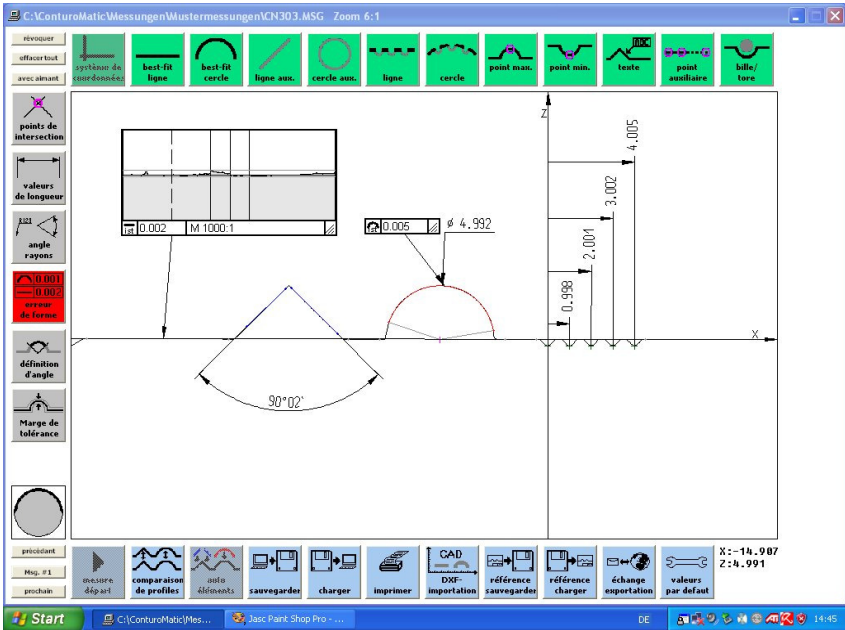 C:\ConturoMatic\Messungen\Mustermessungen\CN303.MSG Zoom 6:1
révoquer
effacer tout
avec aimant
système de
coordonnées
best-fit
ligne
best-fit
cercle
ligne aux.
cercle aux.
ligne
cercle
point max.
point min.
ABC
texte
point
auxiliaire
bille/
tore
points de
intersection
valeurs
de longueur
R123
angle
rayons
0.001
0.002
erreur
de forme
définition
d'angle
Marge de
tolérance
précédant
Msg. #1
prochain
ist 0.002 M 1000:1
ist 0.005
ø 4.992
90°02'
Z
X
0.998
2.001
3.002
4.005
mesure
départ
comparaison
de profiles
auto
éléments
sauvegarder
charger
imprimer
CAD
DXF-
importation
référence
sauvegarder
référence
charger
échange
exportation
valeurs
par defaut
X:-14.907
Z:4.991
Start
C:\ConturoMatic\Mes...
Jasc Paint Shop Pro - ...
DE
14:45